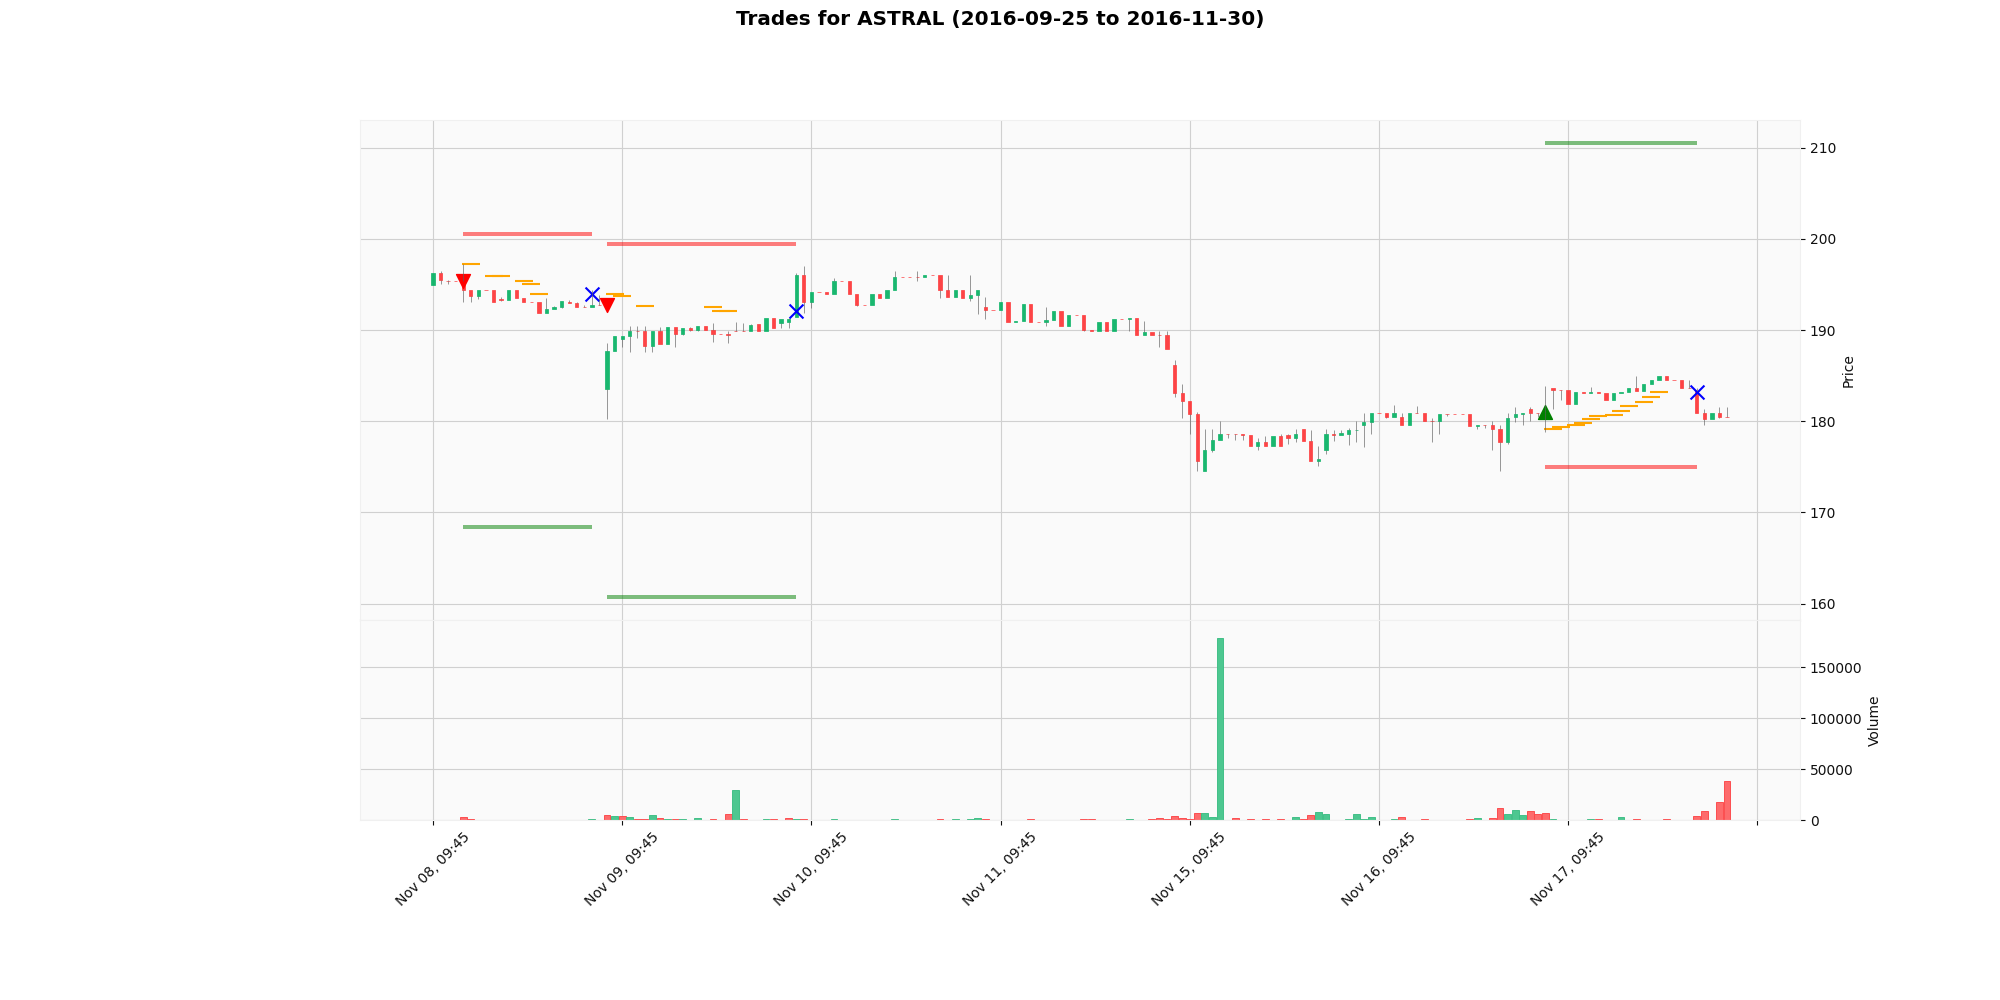 Trades for ASTRAL (2016-09-25 to 2016-11-30)
210
200
190
180
170
160
Price
150000
100000
50000
0
Volume
Nov 08, 09:45
Nov 09, 09:45
Nov 10, 09:45
Nov 11, 09:45
Nov 15, 09:45
Nov 16, 09:45
Nov 17, 09:45